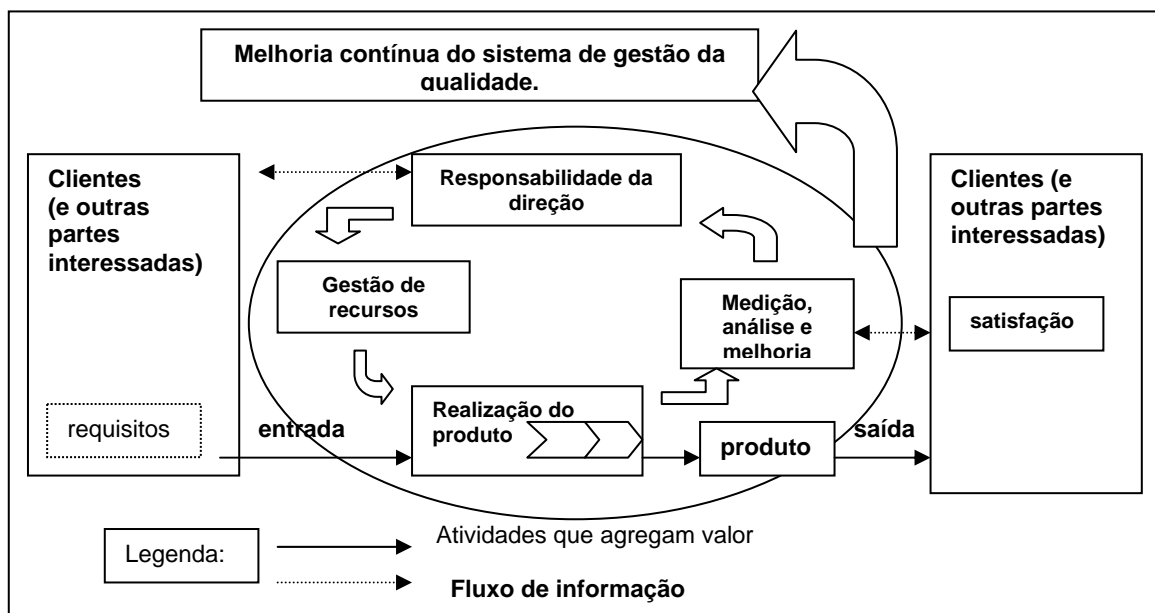 Melhoria contínua do sistema de gestão da
qualidade.
Clientes
(e outras
partes
interessadas)
requisitos
Responsabilidade da
direção
Gestão de
recursos
Medição,
análise e
melhoria
Clientes (e
outras partes
interessadas)
satisfação
entrada
Realização do
produto
produto
saída
Legenda:
Atividades que agregam valor
Fluxo de informação